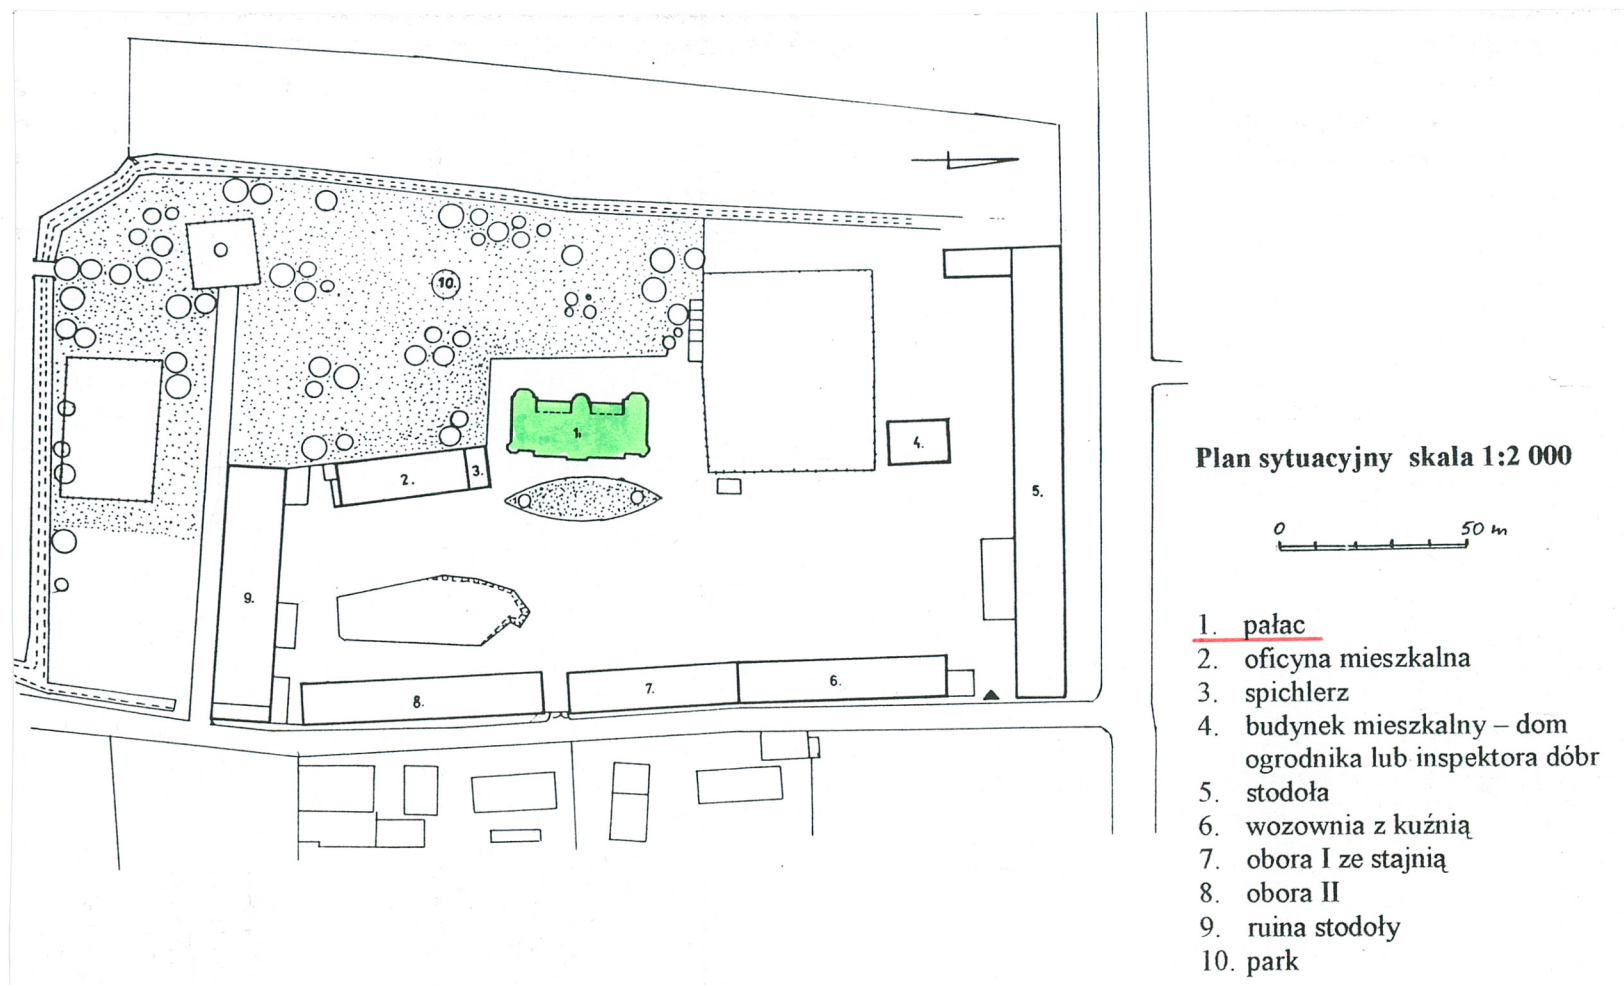 10.
1.
2.
3.
4.
5.
9.
7.
6.
8.
Plan sytuacyjny skala 1:2 000
0 50 m
1. pałac
2. oficyna mieszkalna
3. spichlerz
4. budynek mieszkalny – dom
ogrodnika lub inspektora dóbr
5. stodoła
6. wozownia z kuźnią
7. obora I ze stajnią
8. obora II
9. ruina stodoły
10. park